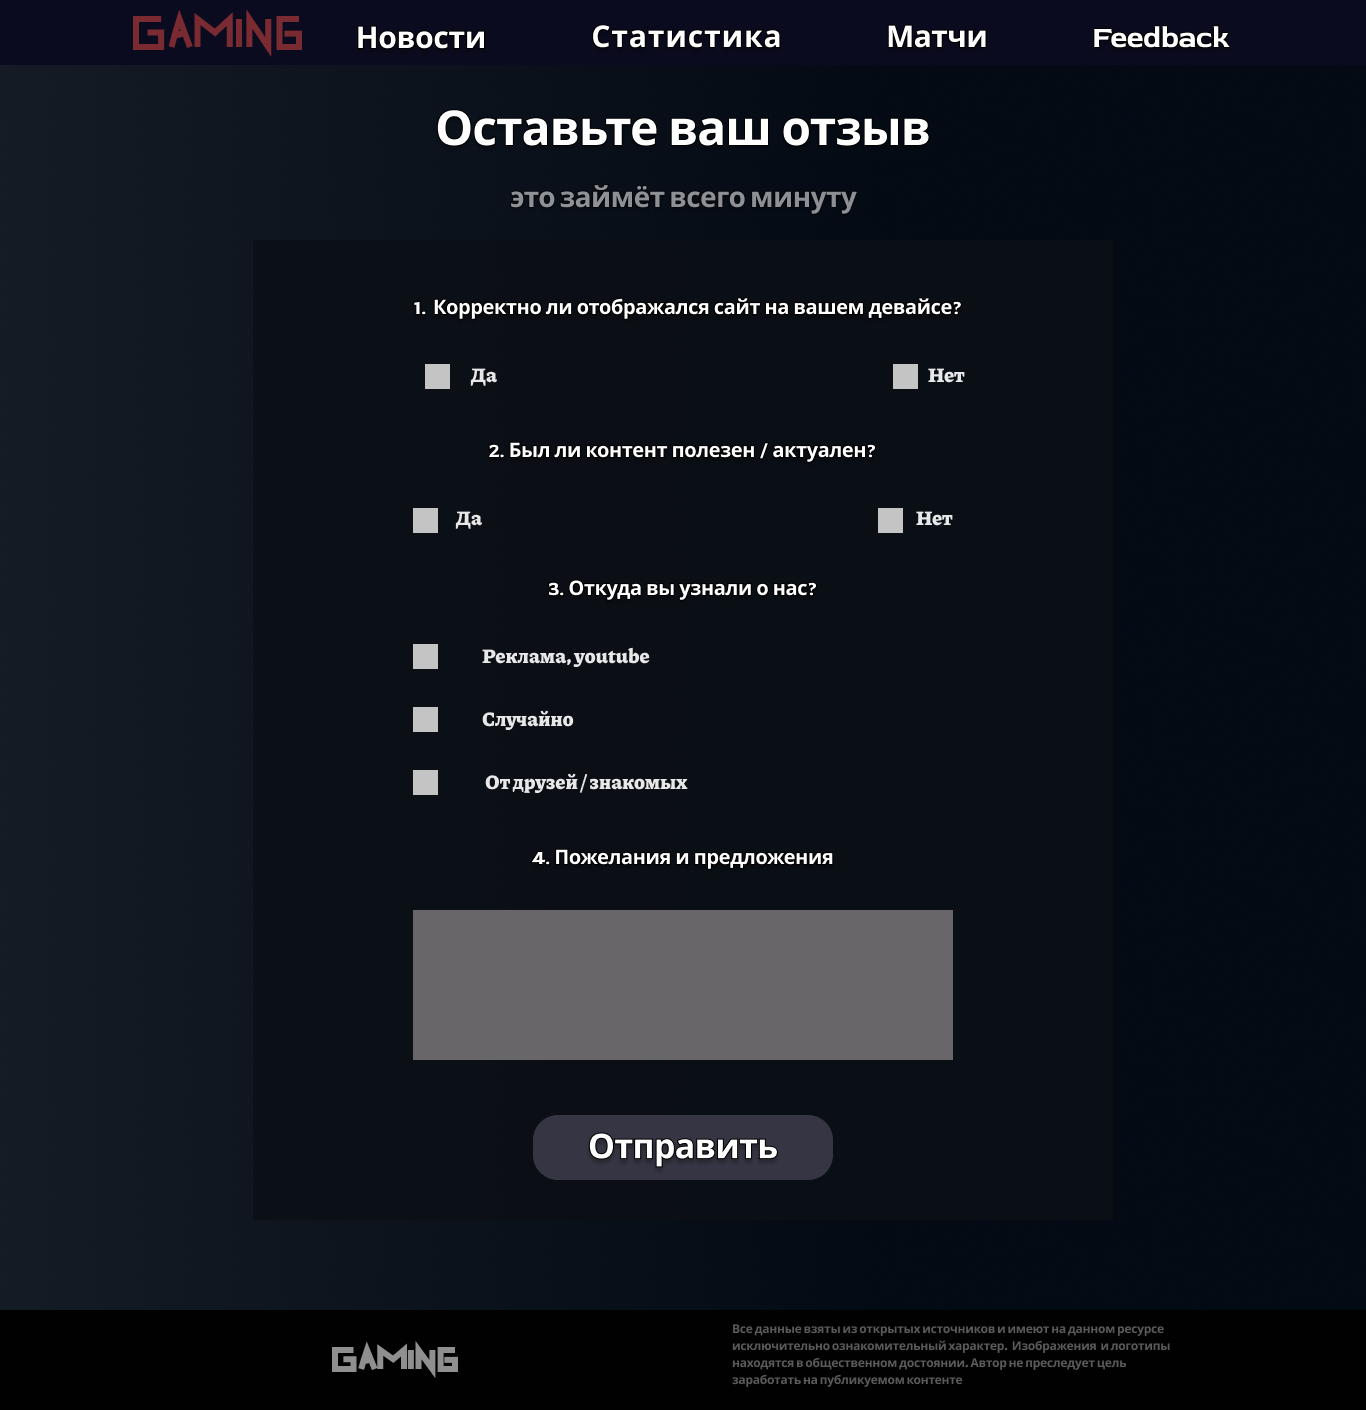 GAMING Новости Статистика Матчи Feedback
Оставьте ваш отзыв
это займёт всего минуту
1. Корректно ли отображался сайт на вашем девайсе?
Да Нет
2. Был ли контент полезен / актуален?
Да Нет
3. Откуда вы узнали о нас?
Реклама, youtube
Случайно
От друзей / знакомых
4. Пожелания и предложения
Отправить
GAMING
Все данные взяты из открытых источников и имеют на данном ресурсе
исключительно ознакомительный характер. Изображения и логотипы
находятся в общественном достоянии. Автор не преследует цель
заработать на публикуемом контенте